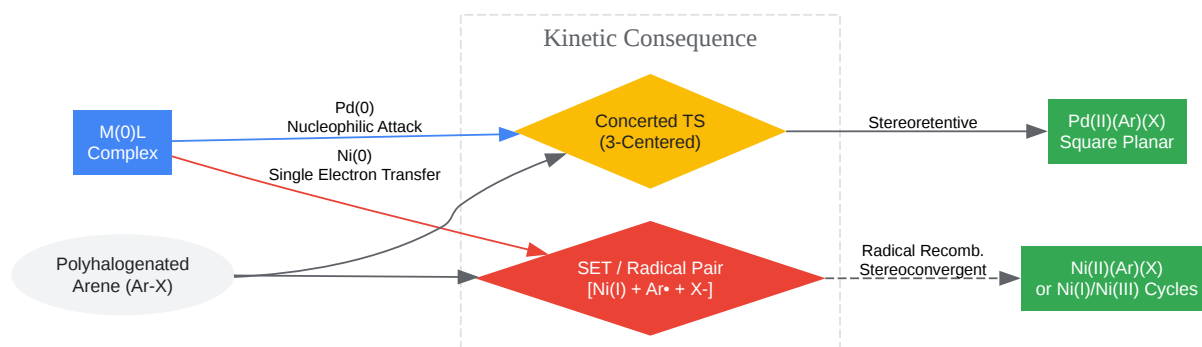 Kinetic Consequence
Pd(0)
Nucleophilic Attack
M(0)L
Complex
Ni(0)
Single Electron Transfer
Concerted TS
(3-Centered)
Stereoretentive
Pd(II)(Ar)(X)
Square Planar
Polyhalogenated
Arene (Ar-X)
SET / Radical Pair
[Ni(I) + Ar• + X-]
Radical Recomb.
Stereoconvergent
Ni(II)(Ar)(X)
or Ni(I)/Ni(III) Cycles